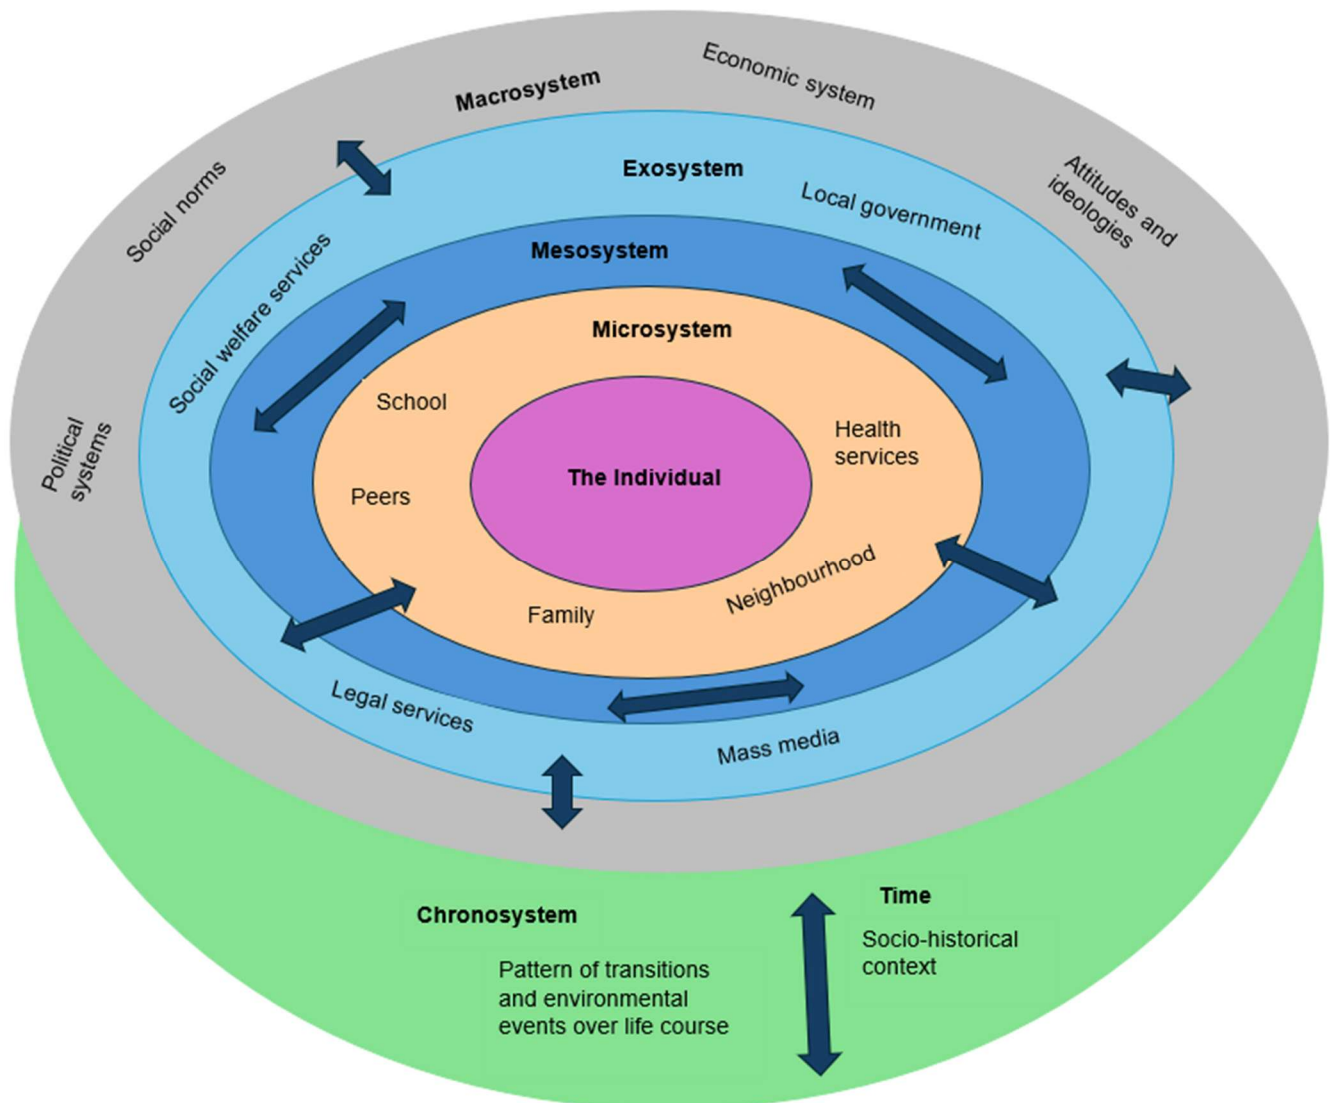 Macrosystem
Economic system
Social norms
Attitudes and
ideologies
Political
systems
Exosystem
Local government
Social welfare services
Legal services
Mass media
Mesosystem
Microsystem
School
Health
services
Peers
Neighbourhood
Family
The Individual
Chronosystem
Pattern of transitions
and environmental
events over life course
Time
Socio-historical
context